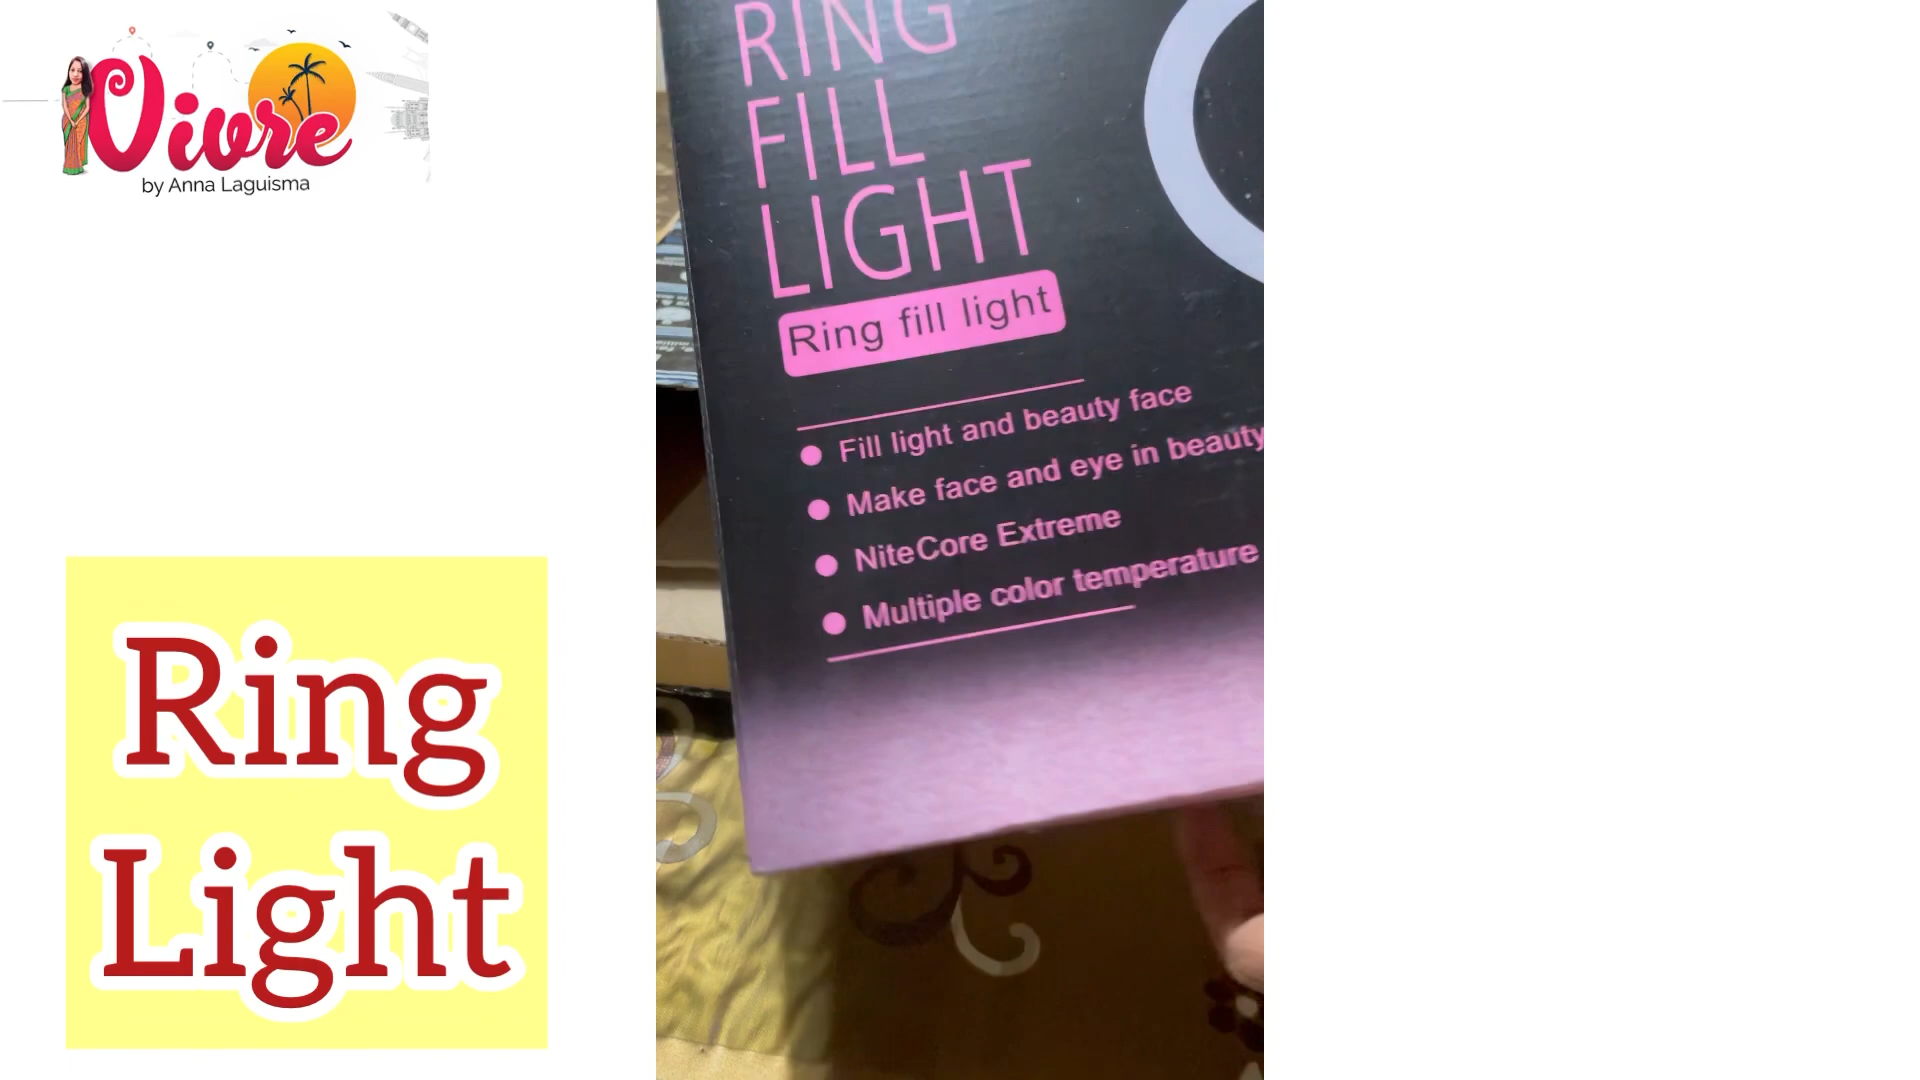 Vivre
by Anna Laguisma
RING
FILL
LIGHT
Ring fill light
Fill light and beauty face
Make face and eye in beauty
NiteCore Extreme
Multiple color temperature
Ring
Light